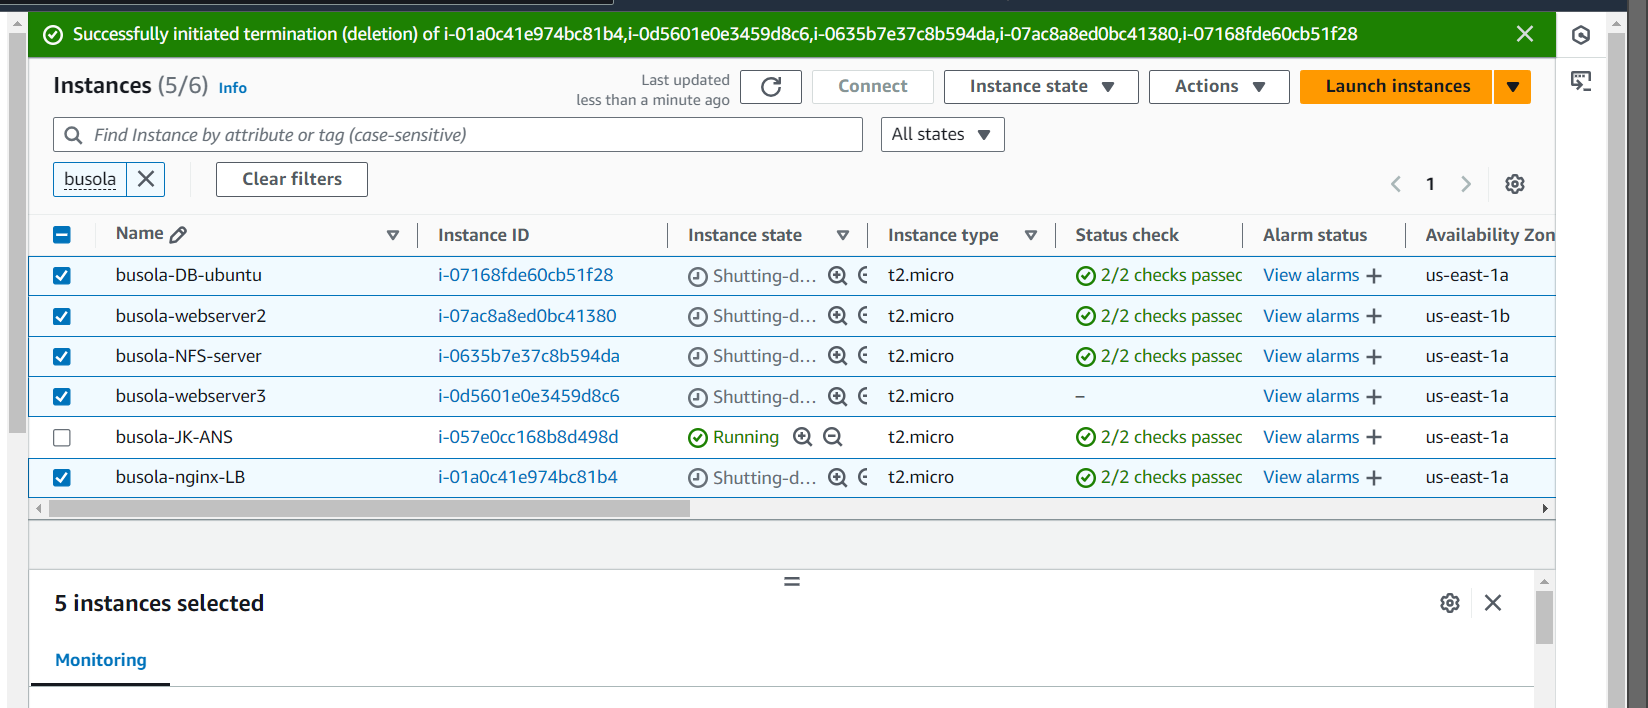 Successfully initiated termination (deletion) of i-01a0c41e974bc81b4,i-0d5601e0e3459d8c6,i-0635b7e37c8b594da,i-07ac8a8ed0bc41380,i-07168fde60cb51f28
Instances (5/6) Info
Last updated
less than a minute ago
Connect
Instance state
Actions
Launch instances
Find Instance by attribute or tag (case-sensitive)
All states
busola
Clear filters
1
Name Instance ID Instance state Instance type Status check Alarm status Availability Zon
busola-DB-ubuntu i-07168fde60cb51f28 Shutting-d... t2.micro 2/2 checks passed View alarms + us-east-1a
busola-webserver2 i-07ac8a8ed0bc41380 Shutting-d... t2.micro 2/2 checks passed View alarms + us-east-1b
busola-NFS-server i-0635b7e37c8b594da Shutting-d... t2.micro 2/2 checks passed View alarms + us-east-1a
busola-webserver3 i-0d5601e0e3459d8c6 Shutting-d... t2.micro – View alarms + us-east-1a
busola-JK-ANS i-057e0cc168b8d498d Running t2.micro 2/2 checks passed View alarms + us-east-1a
busola-nginx-LB i-01a0c41e974bc81b4 Shutting-d... t2.micro 2/2 checks passed View alarms + us-east-1a
5 instances selected
Monitoring